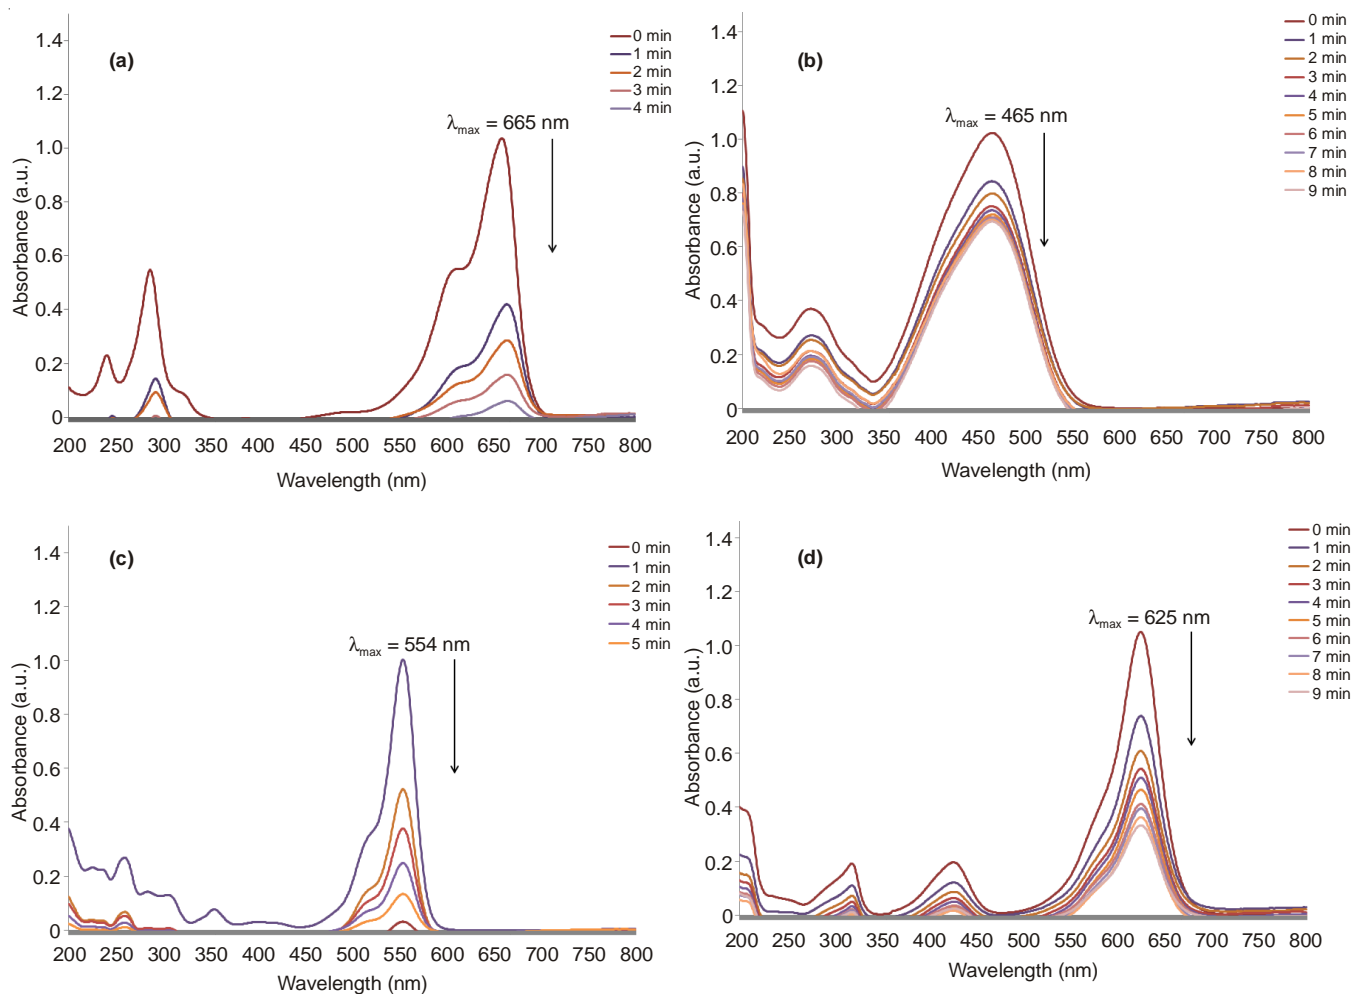 (a)
1.4
1.2
1.0
0.8
0.6
0.4
0.2
0
Absorbance (a.u.)
λmax = 665 nm
0 min
1 min
2 min
3 min
4 min
200 250 300 350 400 450 500 550 600 650 700 750 800
Wavelength (nm)
(b)
1.4
1.2
1.0
0.8
0.6
0.4
0.2
0
Absorbance (a.u.)
λmax = 465 nm
0 min
1 min
2 min
3 min
4 min
5 min
6 min
7 min
8 min
9 min
200 250 300 350 400 450 500 550 600 650 700 750 800
Wavelength (nm)
(c)
1.4
1.2
1.0
0.8
0.6
0.4
0.2
0
Absorbance (a.u.)
λmax = 554 nm
0 min
1 min
2 min
3 min
4 min
5 min
200 250 300 350 400 450 500 550 600 650 700 750 800
Wavelength (nm)
(d)
1.4
1.2
1.0
0.8
0.6
0.4
0.2
0
Absorbance (a.u.)
λmax = 625 nm
0 min
1 min
2 min
3 min
4 min
5 min
6 min
7 min
8 min
9 min
200 250 300 350 400 450 500 550 600 650 700 750 800
Wavelength (nm)